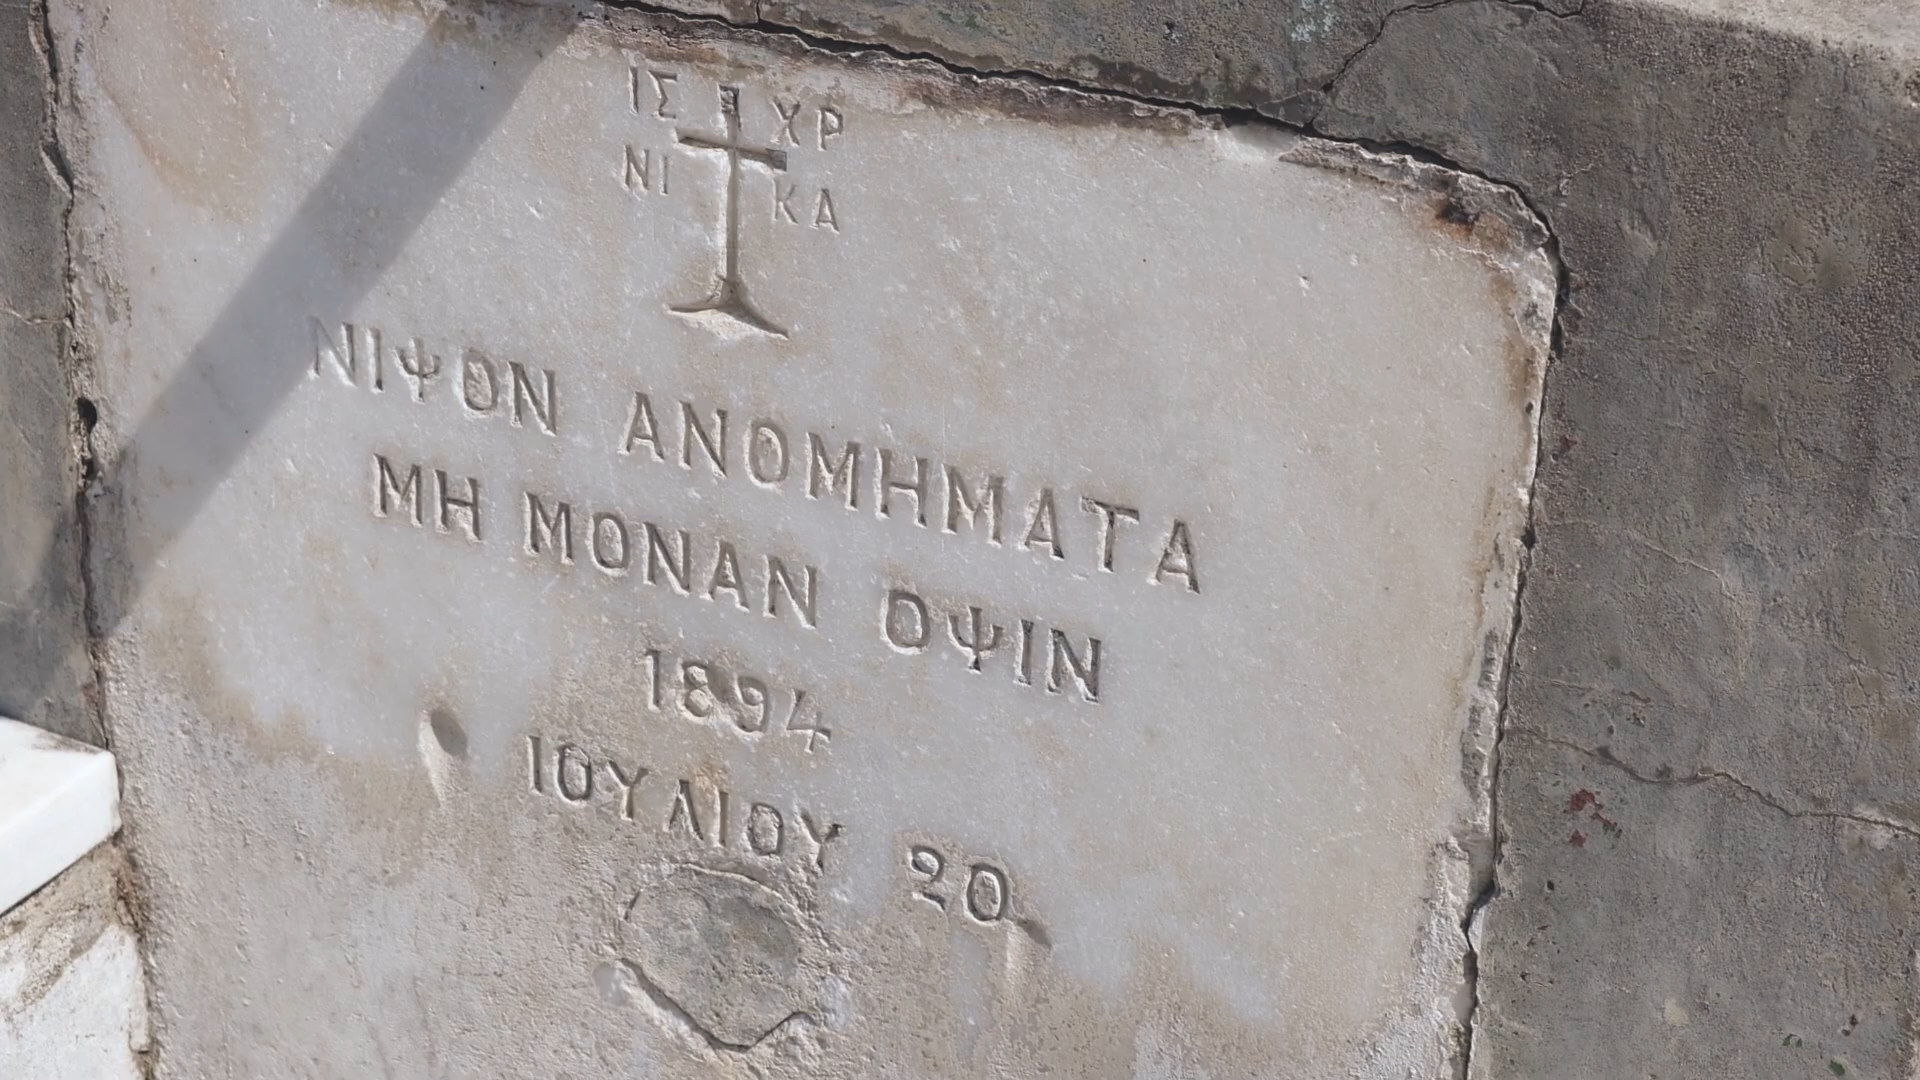 ΙΣ ΧΡ
ΝΙ ΚΑ
ΝΙΨΟΝ ΑΝΟΜΗΜΑΤΑ
ΜΗ ΜΟΝΑΝ ΟΨΙΝ
1894
ΙΟΥΛΙΟΥ 20